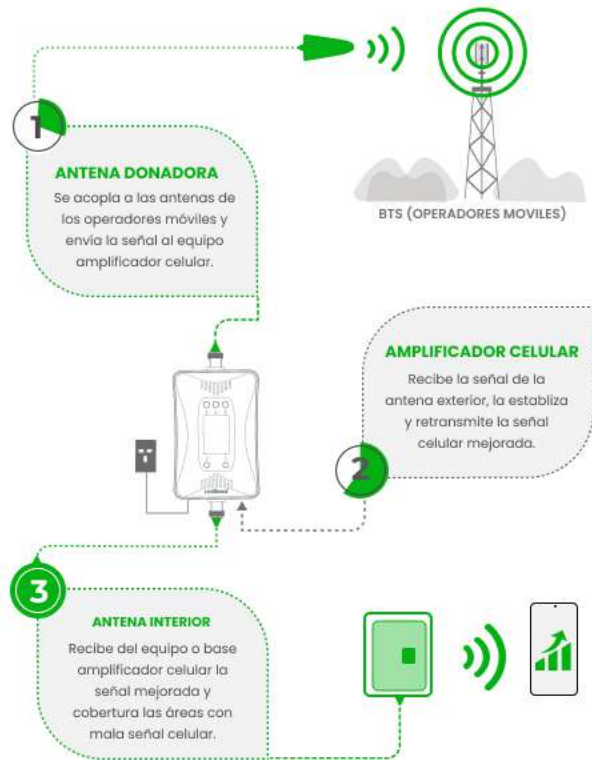 BTS (OPERADORES MOVILES)
1
ANTENA DONADORA
Se acopla a las antenas de
los operadores móviles y
envía la señal al equipo
amplificador celular.
AMPLIFICADOR CELULAR
Recibe la señal de la
antena exterior, la establiza
y retransmite la señal
celular mejorada.
2
3
ANTENA INTERIOR
Recibe del equipo o base
amplificador celular la
señal mejorada y
cobertura las áreas con
mala señal celular.